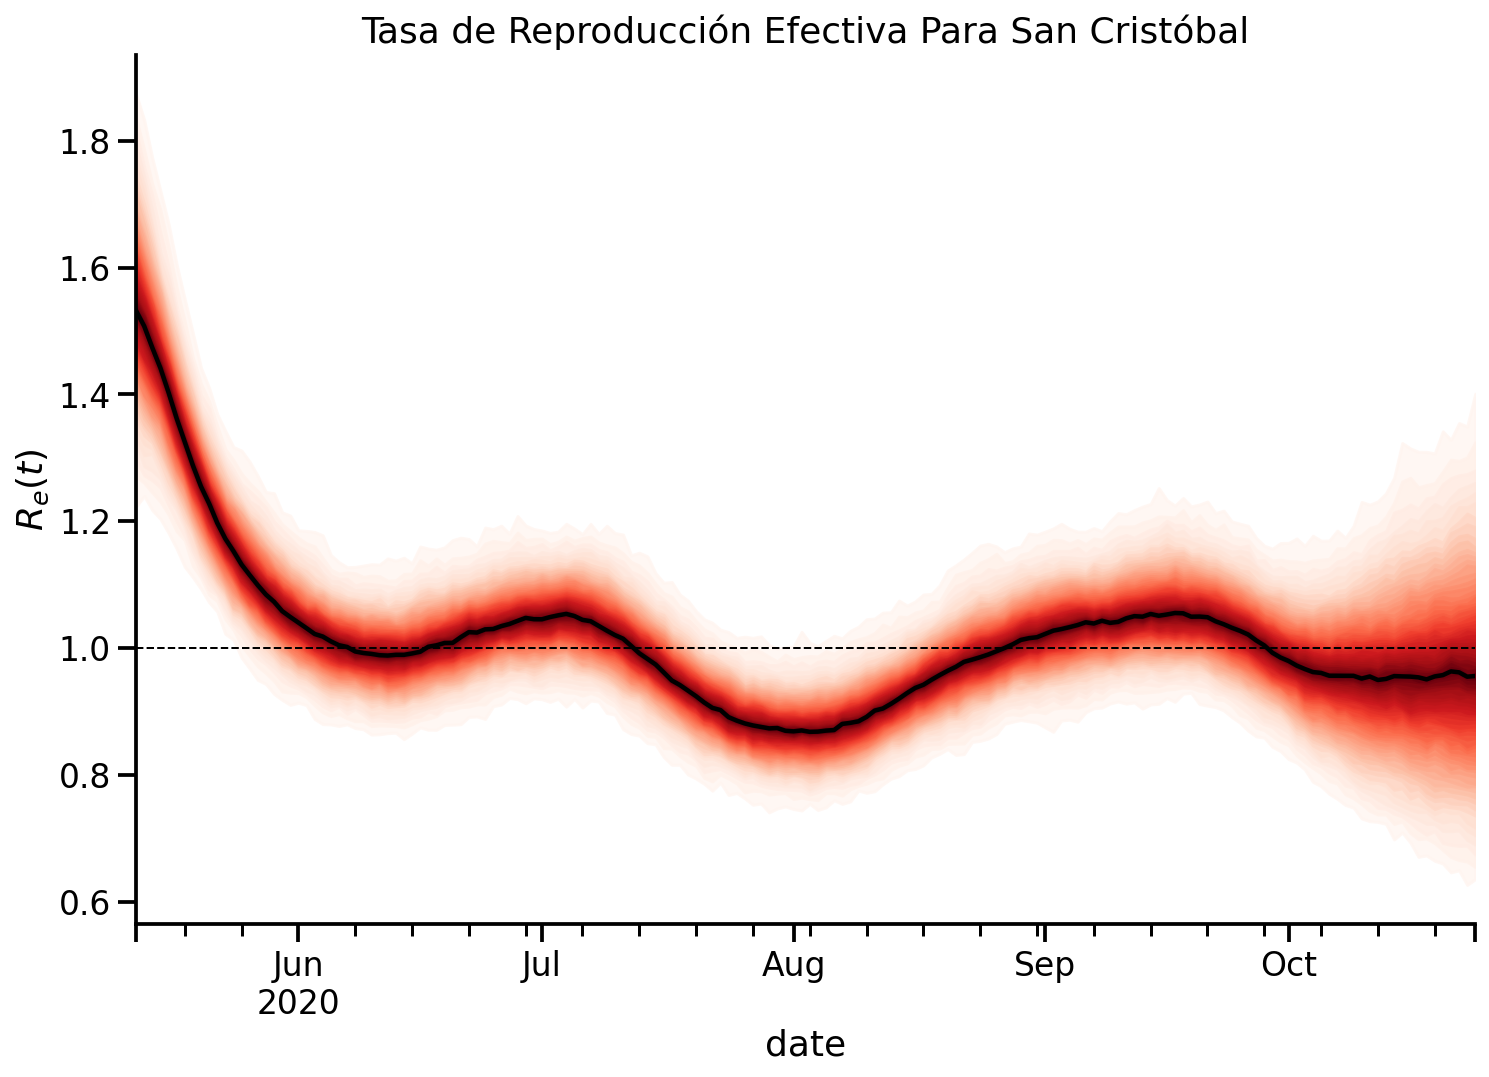 Tasa de Reproducción Efectiva Para San Cristóbal
1.8
1.6
1.4
1.2
1.0
0.8
0.6
R_e(t)
Jun
2020
Jul
Aug
Sep
Oct
date